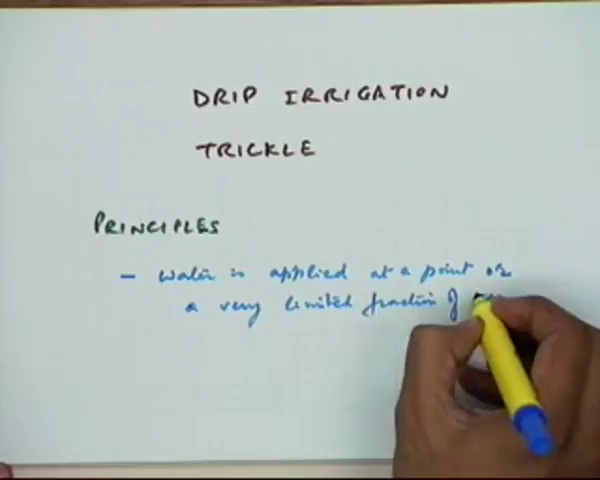 DRIP IRRIGATION
TRICKLE
PRINCIPLES
- Water is applied at a point or
a very limited fraction of